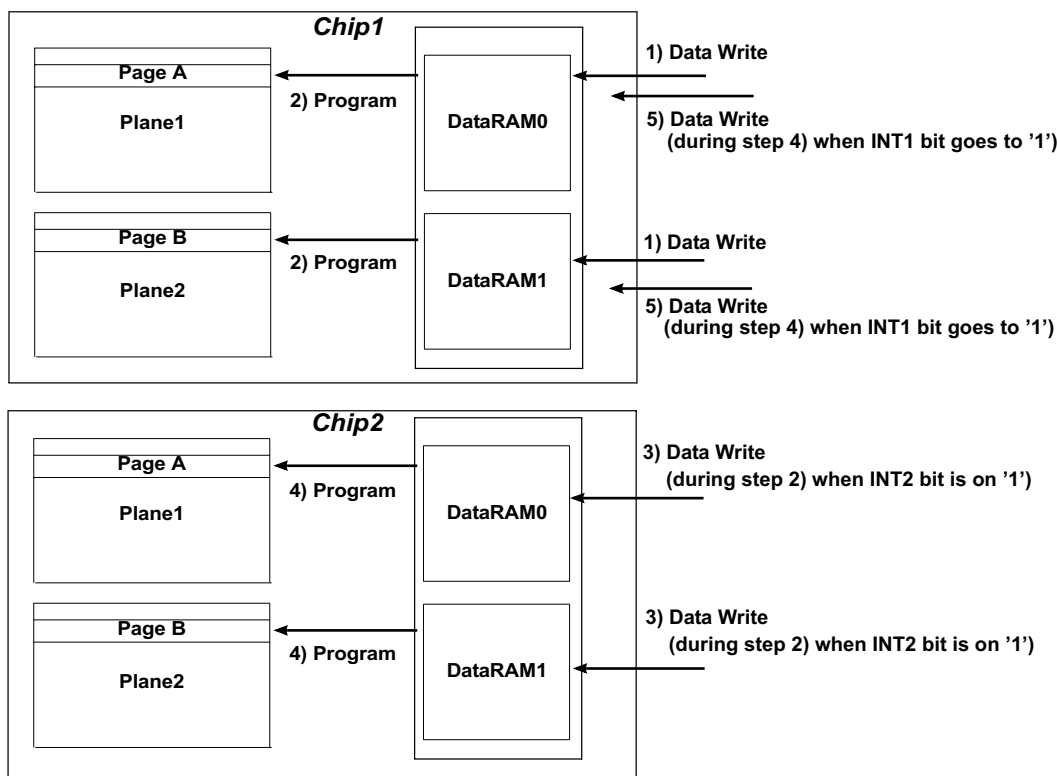 Chip1
Page A
Plane1
2) Program
DataRAM0
1) Data Write
5) Data Write
(during step 4) when INT1 bit goes to ’1’)
Page B
Plane2
2) Program
DataRAM1
1) Data Write
5) Data Write
(during step 4) when INT1 bit goes to ’1’)
Chip2
Page A
Plane1
4) Program
DataRAM0
3) Data Write
(during step 2) when INT2 bit is on ’1’)
Page B
Plane2
4) Program
DataRAM1
3) Data Write
(during step 2) when INT2 bit is on ’1’)